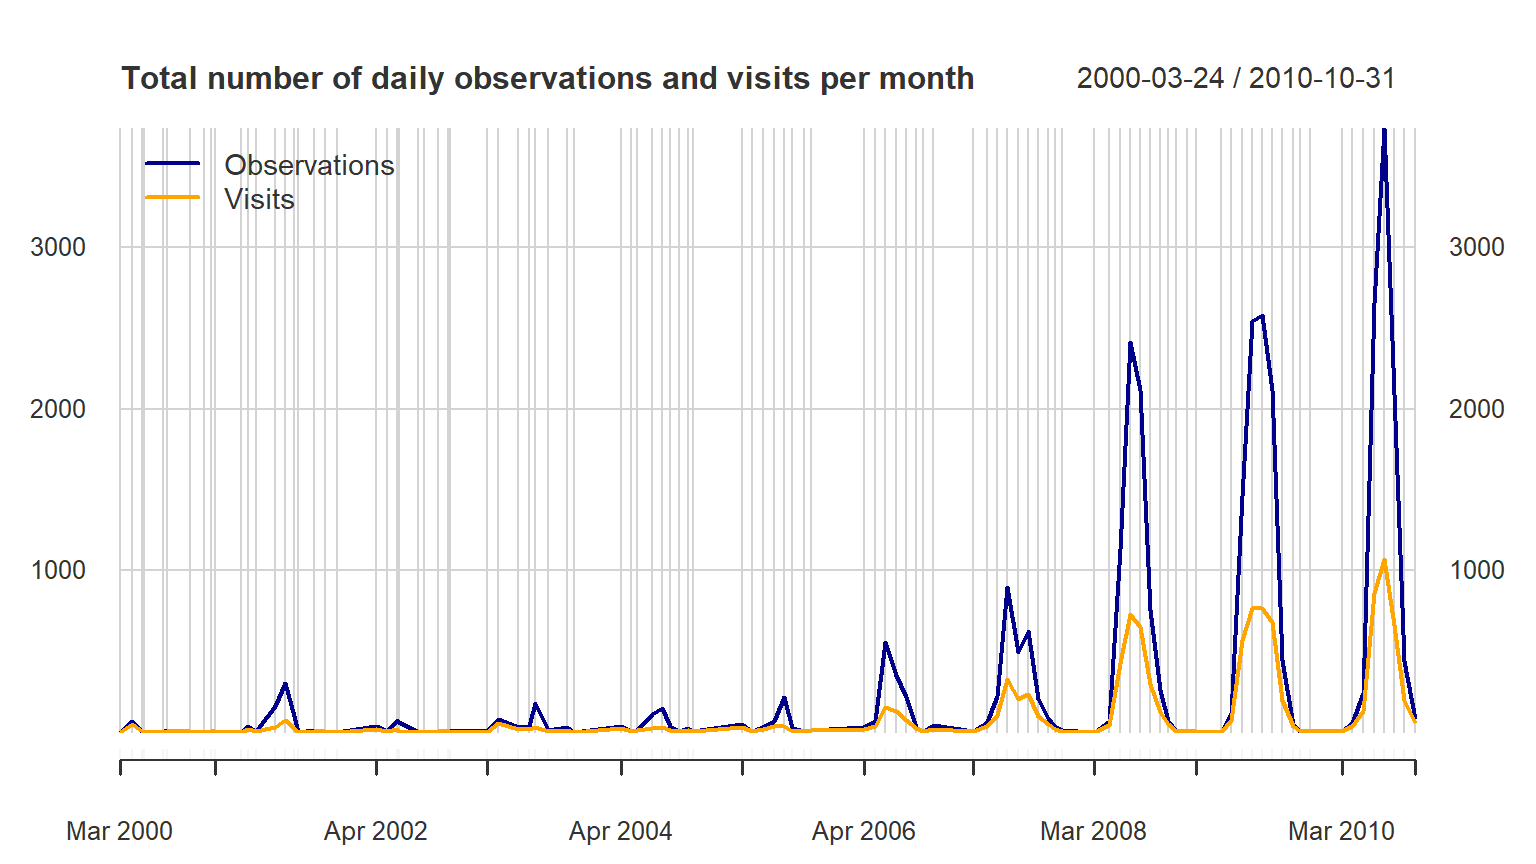 Total number of daily observations and visits per month 2000-03-24 / 2010-10-31
Observations
Visits
3000 3000
2000 2000
1000 1000
Mar 2000 Apr 2002 Apr 2004 Apr 2006 Mar 2008 Mar 2010